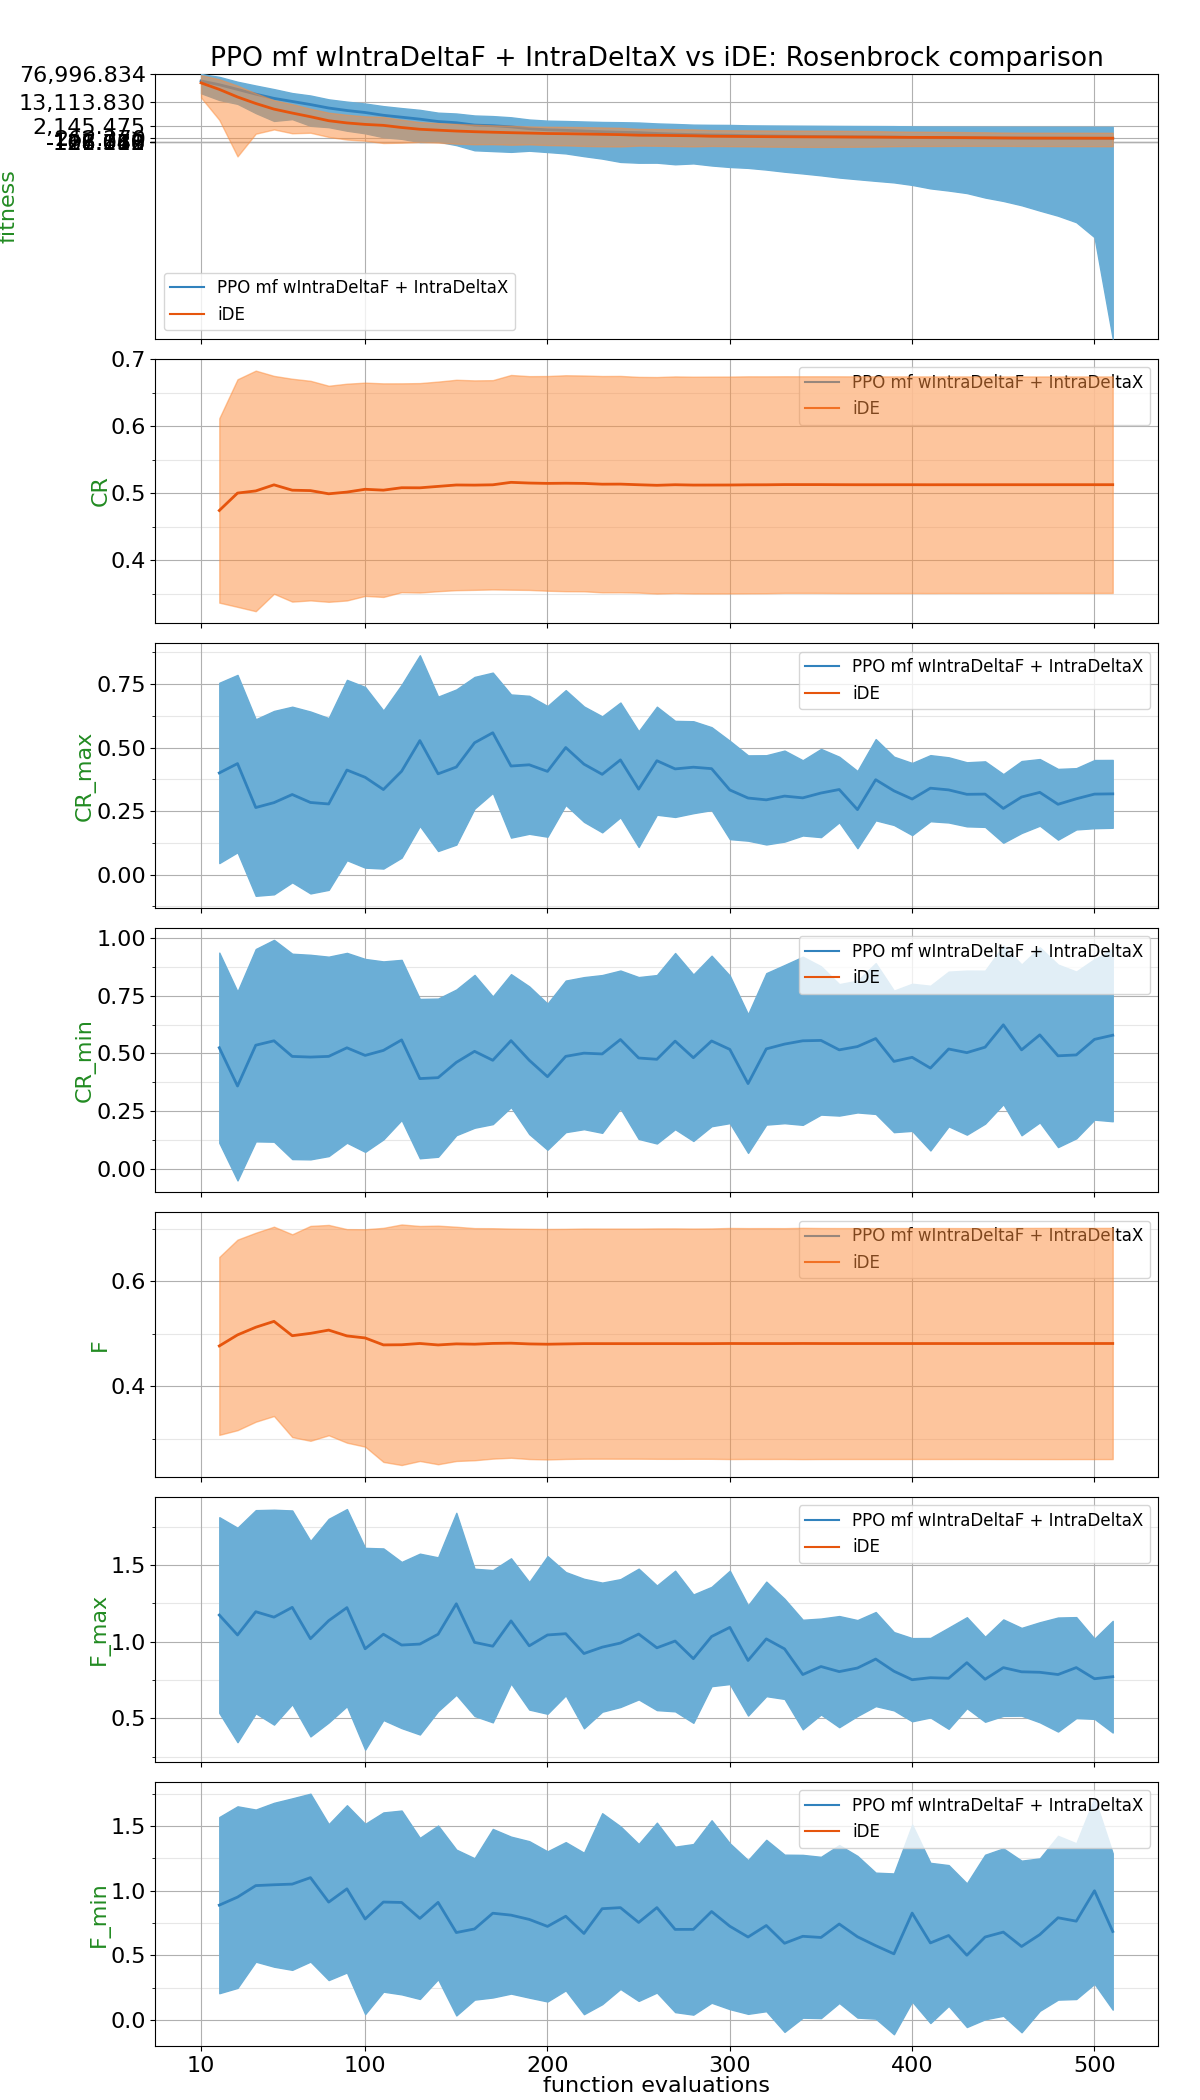 PPO mf wIntraDeltaF + IntraDeltaX vs iDE: Rosenbrock comparison
76,996.834
13,113.830
2,145.475
fitness
PPO mf wIntraDeltaF + IntraDeltaX
iDE
0.7
0.6
0.5
0.4
CR
PPO mf wIntraDeltaF + IntraDeltaX
iDE
0.75
0.50
0.25
0.00
CR_max
PPO mf wIntraDeltaF + IntraDeltaX
iDE
1.00
0.75
0.50
0.25
0.00
CR_min
PPO mf wIntraDeltaF + IntraDeltaX
iDE
0.6
0.4
F
PPO mf wIntraDeltaF + IntraDeltaX
iDE
1.5
1.0
0.5
F_max
PPO mf wIntraDeltaF + IntraDeltaX
iDE
1.5
1.0
0.5
0.0
F_min
PPO mf wIntraDeltaF + IntraDeltaX
iDE
10 100 200 300 400 500
function evaluations